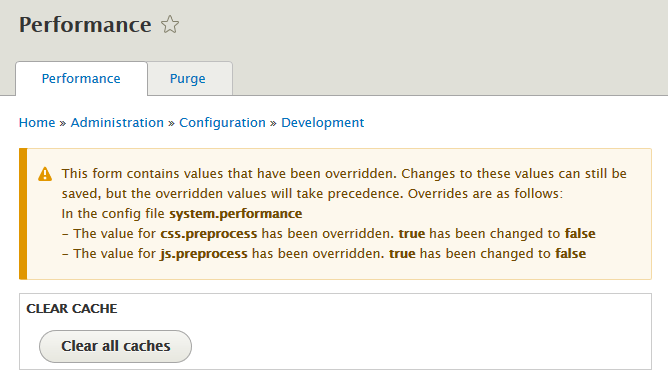 Performance
Performance
Purge
Home » Administration » Configuration » Development
This form contains values that have been overridden. Changes to these values can still be
saved, but the overridden values will take precedence. Overrides are as follows:
In the config file system.performance
– The value for css.preprocess has been overridden. true has been changed to false
– The value for js.preprocess has been overridden. true has been changed to false
CLEAR CACHE
Clear all caches